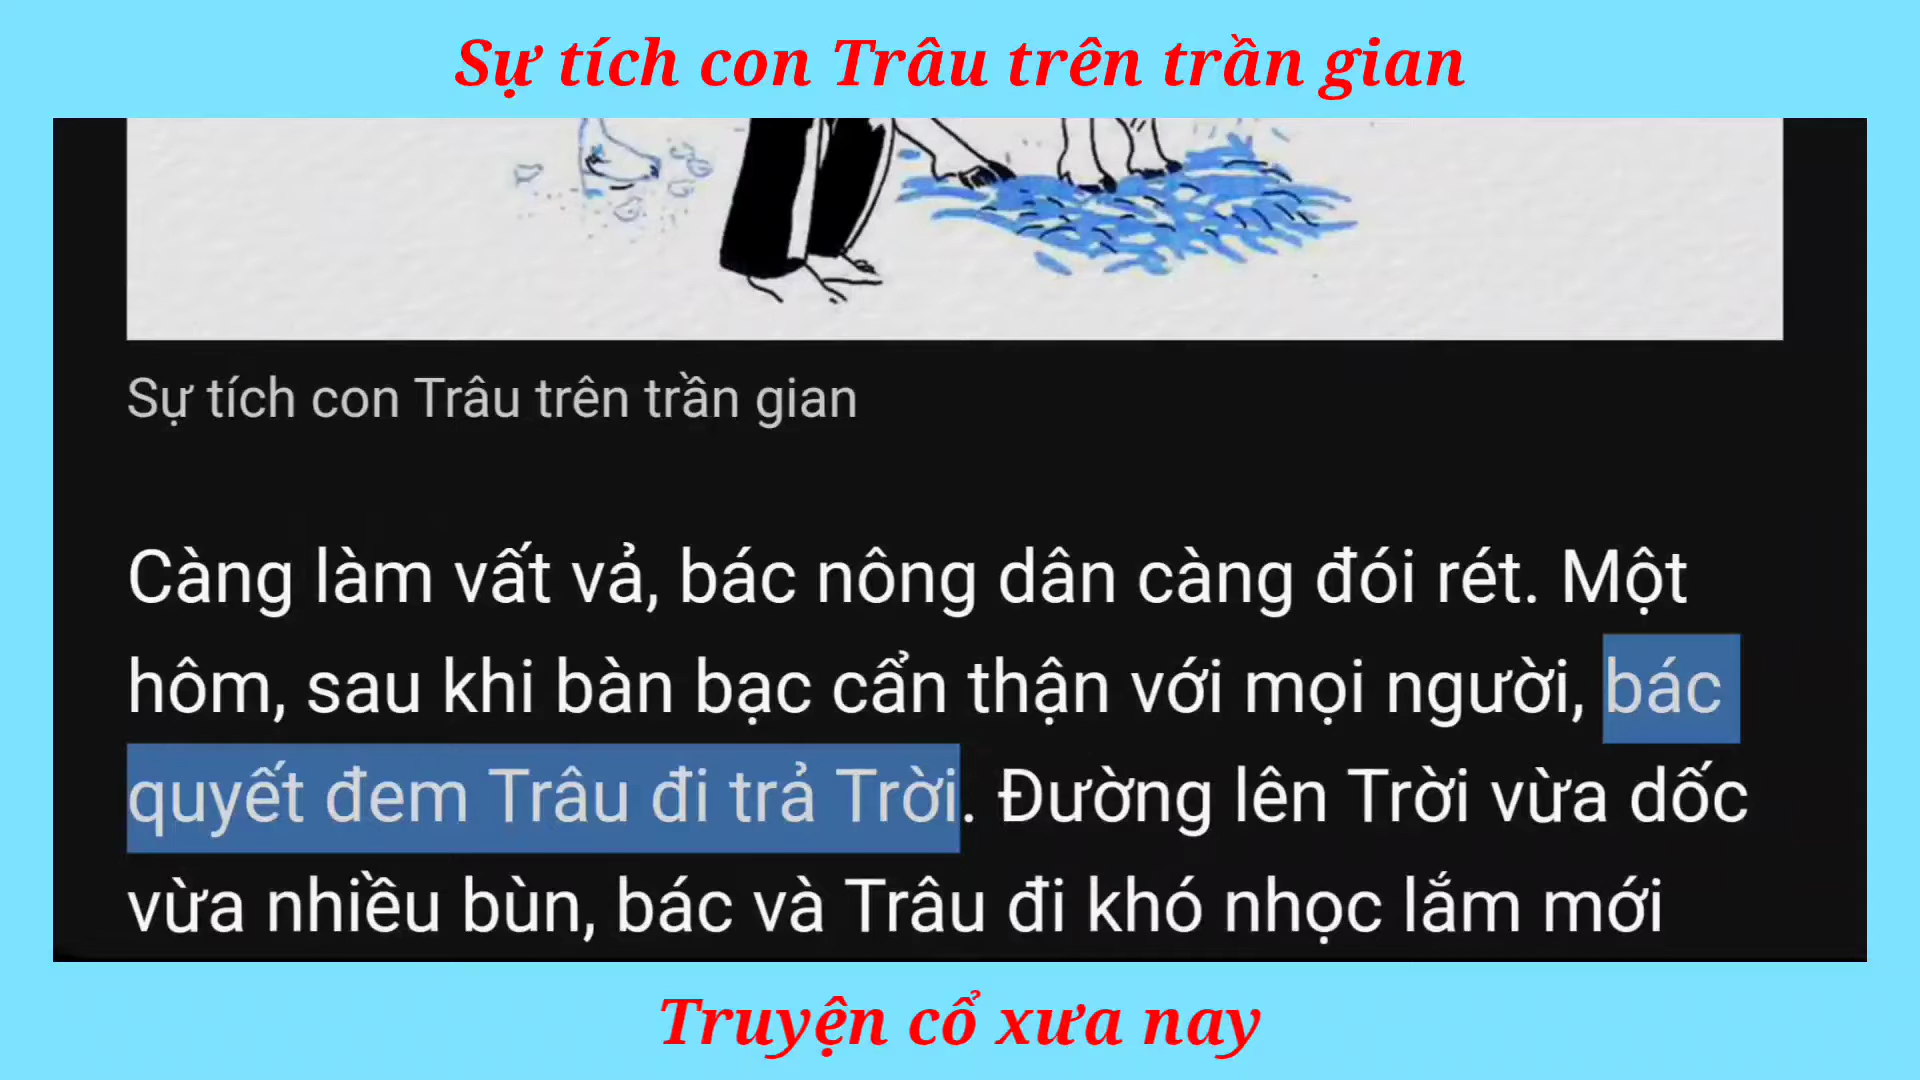 Sự tích con Trâu trên trần gian
Sự tích con Trâu trên trần gian
Càng làm vất vả, bác nông dân càng đói rét. Một
hôm, sau khi bàn bạc cẩn thận với mọi người, bác
quyết đem Trâu đi trả Trời. Đường lên Trời vừa dốc
vừa nhiều bùn, bác và Trâu đi khó nhọc lắm mới
Truyện cổ xưa nay